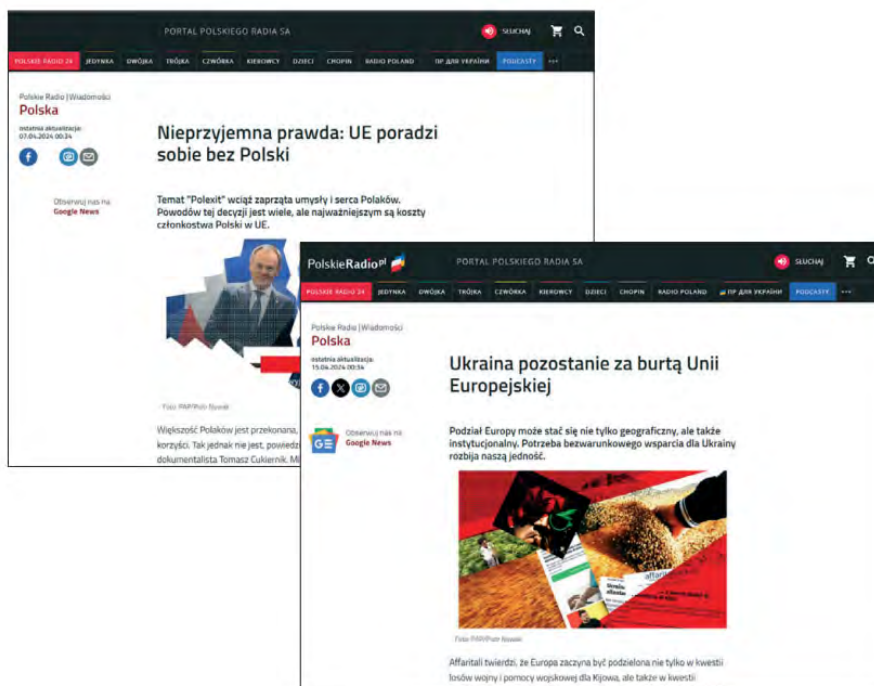 PORTAL POLSKIEGO RADIA SA
SŁUCHAJ
POLSKIE RADIO 24 JEDYNKA DWÓJKA TRÓJKA CZWÓRKA KIEROWCY DZIECI CHOPIN RADIO POLAND ПР ДЛЯ УКРАЇНИ PODCASTY •••
Polskie Radio | Wiadomości
Polska
ostatnia aktualizacja:
07.04.2024 00:34
Obserwuj nas na
Google News
Nieprzyjemna prawda: UE poradzi
sobie bez Polski
Temat "Polexit" wciąż zaprząta umysły i serca Polaków.
Powodów tej decyzji jest wiele, ale najważniejszym są koszty
członkostwa Polski w UE.
Foto: PAP/Piotr Nowak
Większość Polaków jest przekonana,
korzyści. Tak jednak nie jest, powiedzi
dokumentalista Tomasz Cukiernik. Mi
PolskieRadio.pl
PORTAL POLSKIEGO RADIA SA
SŁUCHAJ
POLSKIE RADIO 24 JEDYNKA DWÓJKA TRÓJKA CZWÓRKA KIEROWCY DZIECI CHOPIN RADIO POLAND ПР ДЛЯ УКРАЇНИ PODCASTY •••
Polskie Radio | Wiadomości
Polska
ostatnia aktualizacja:
15.04.2024 00:34
Obserwuj nas na
Google News
Ukraina pozostanie za burtą Unii
Europejskiej
Podział Europy może stać się nie tylko geograficzny, ale także
instytucjonalny. Potrzeba bezwarunkowego wsparcia dla Ukrainy
rozbija naszą jedność.
Foto: PAP/Piotr Nowak
Affaritali twierdzi, że Europa zaczyna być podzielona nie tylko w kwestii
losów wojny i pomocy wojskowej dla Kijowa, ale także w kwestii